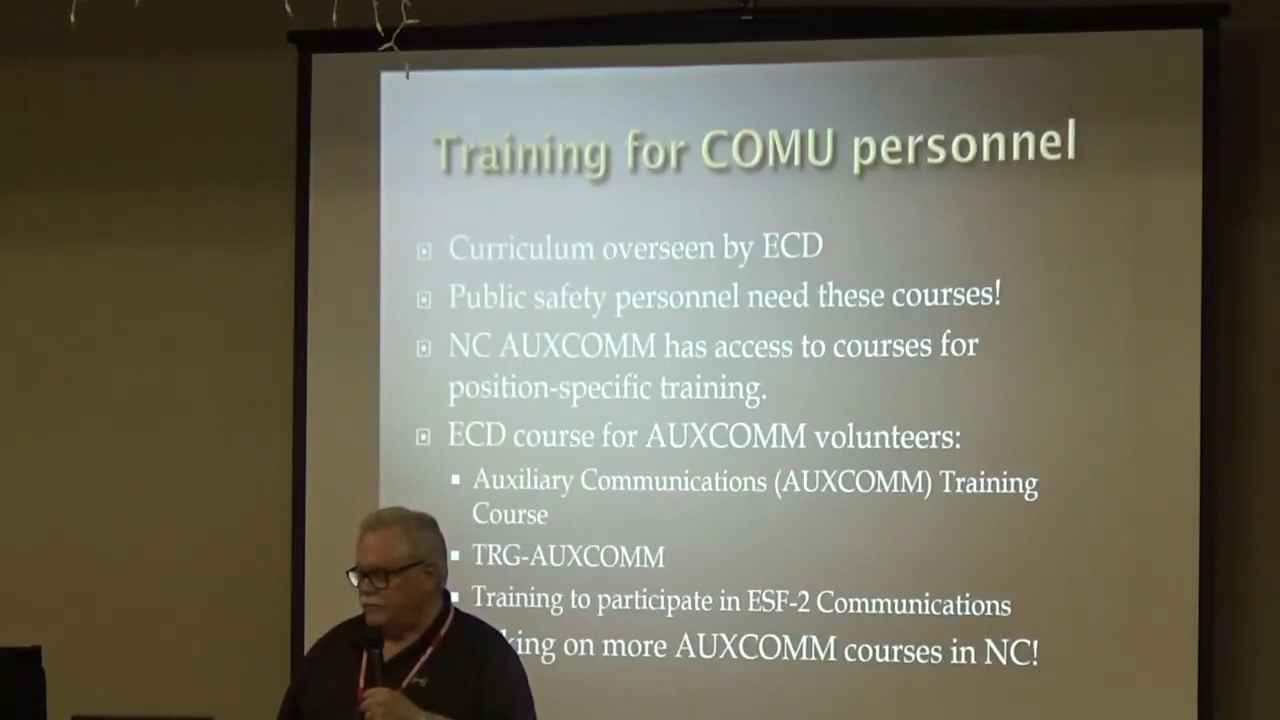 Training for COMU personnel
Curriculum overseen by ECD
Public safety personnel need these courses!
NC AUXCOMM has access to courses for
position-specific training.
ECD course for AUXCOMM volunteers:
Auxiliary Communications (AUXCOMM) Training
Course
TRG-AUXCOMM
Training to participate in ESF-2 Communications
on more AUXCOMM courses in NC!